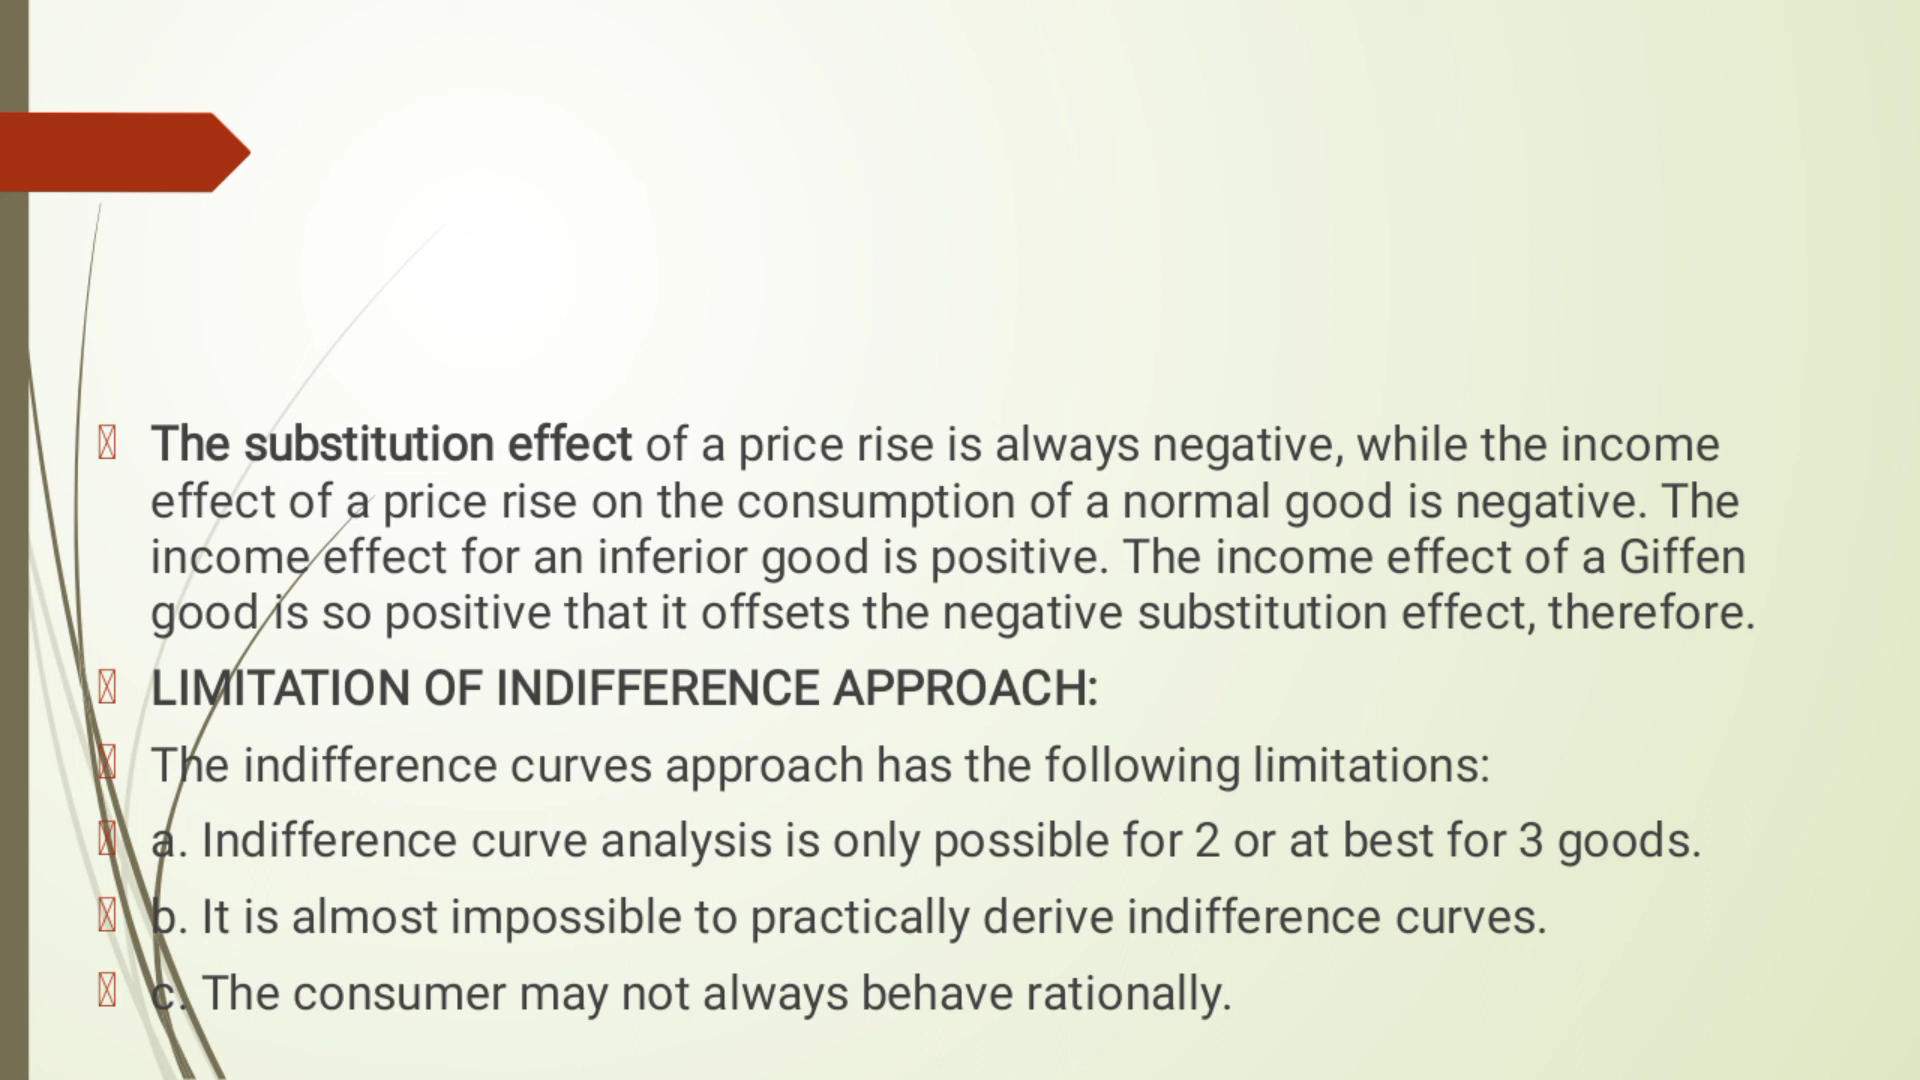 The substitution effect of a price rise is always negative, while the income
effect of a price rise on the consumption of a normal good is negative. The
income effect for an inferior good is positive. The income effect of a Giffen
good is so positive that it offsets the negative substitution effect, therefore.
LIMITATION OF INDIFFERENCE APPROACH:
The indifference curves approach has the following limitations:
a. Indifference curve analysis is only possible for 2 or at best for 3 goods.
b. It is almost impossible to practically derive indifference curves.
c. The consumer may not always behave rationally.